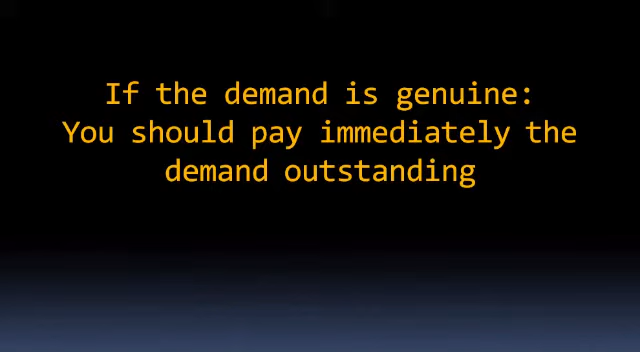 If the demand is genuine:
You should pay immediately the
demand outstanding